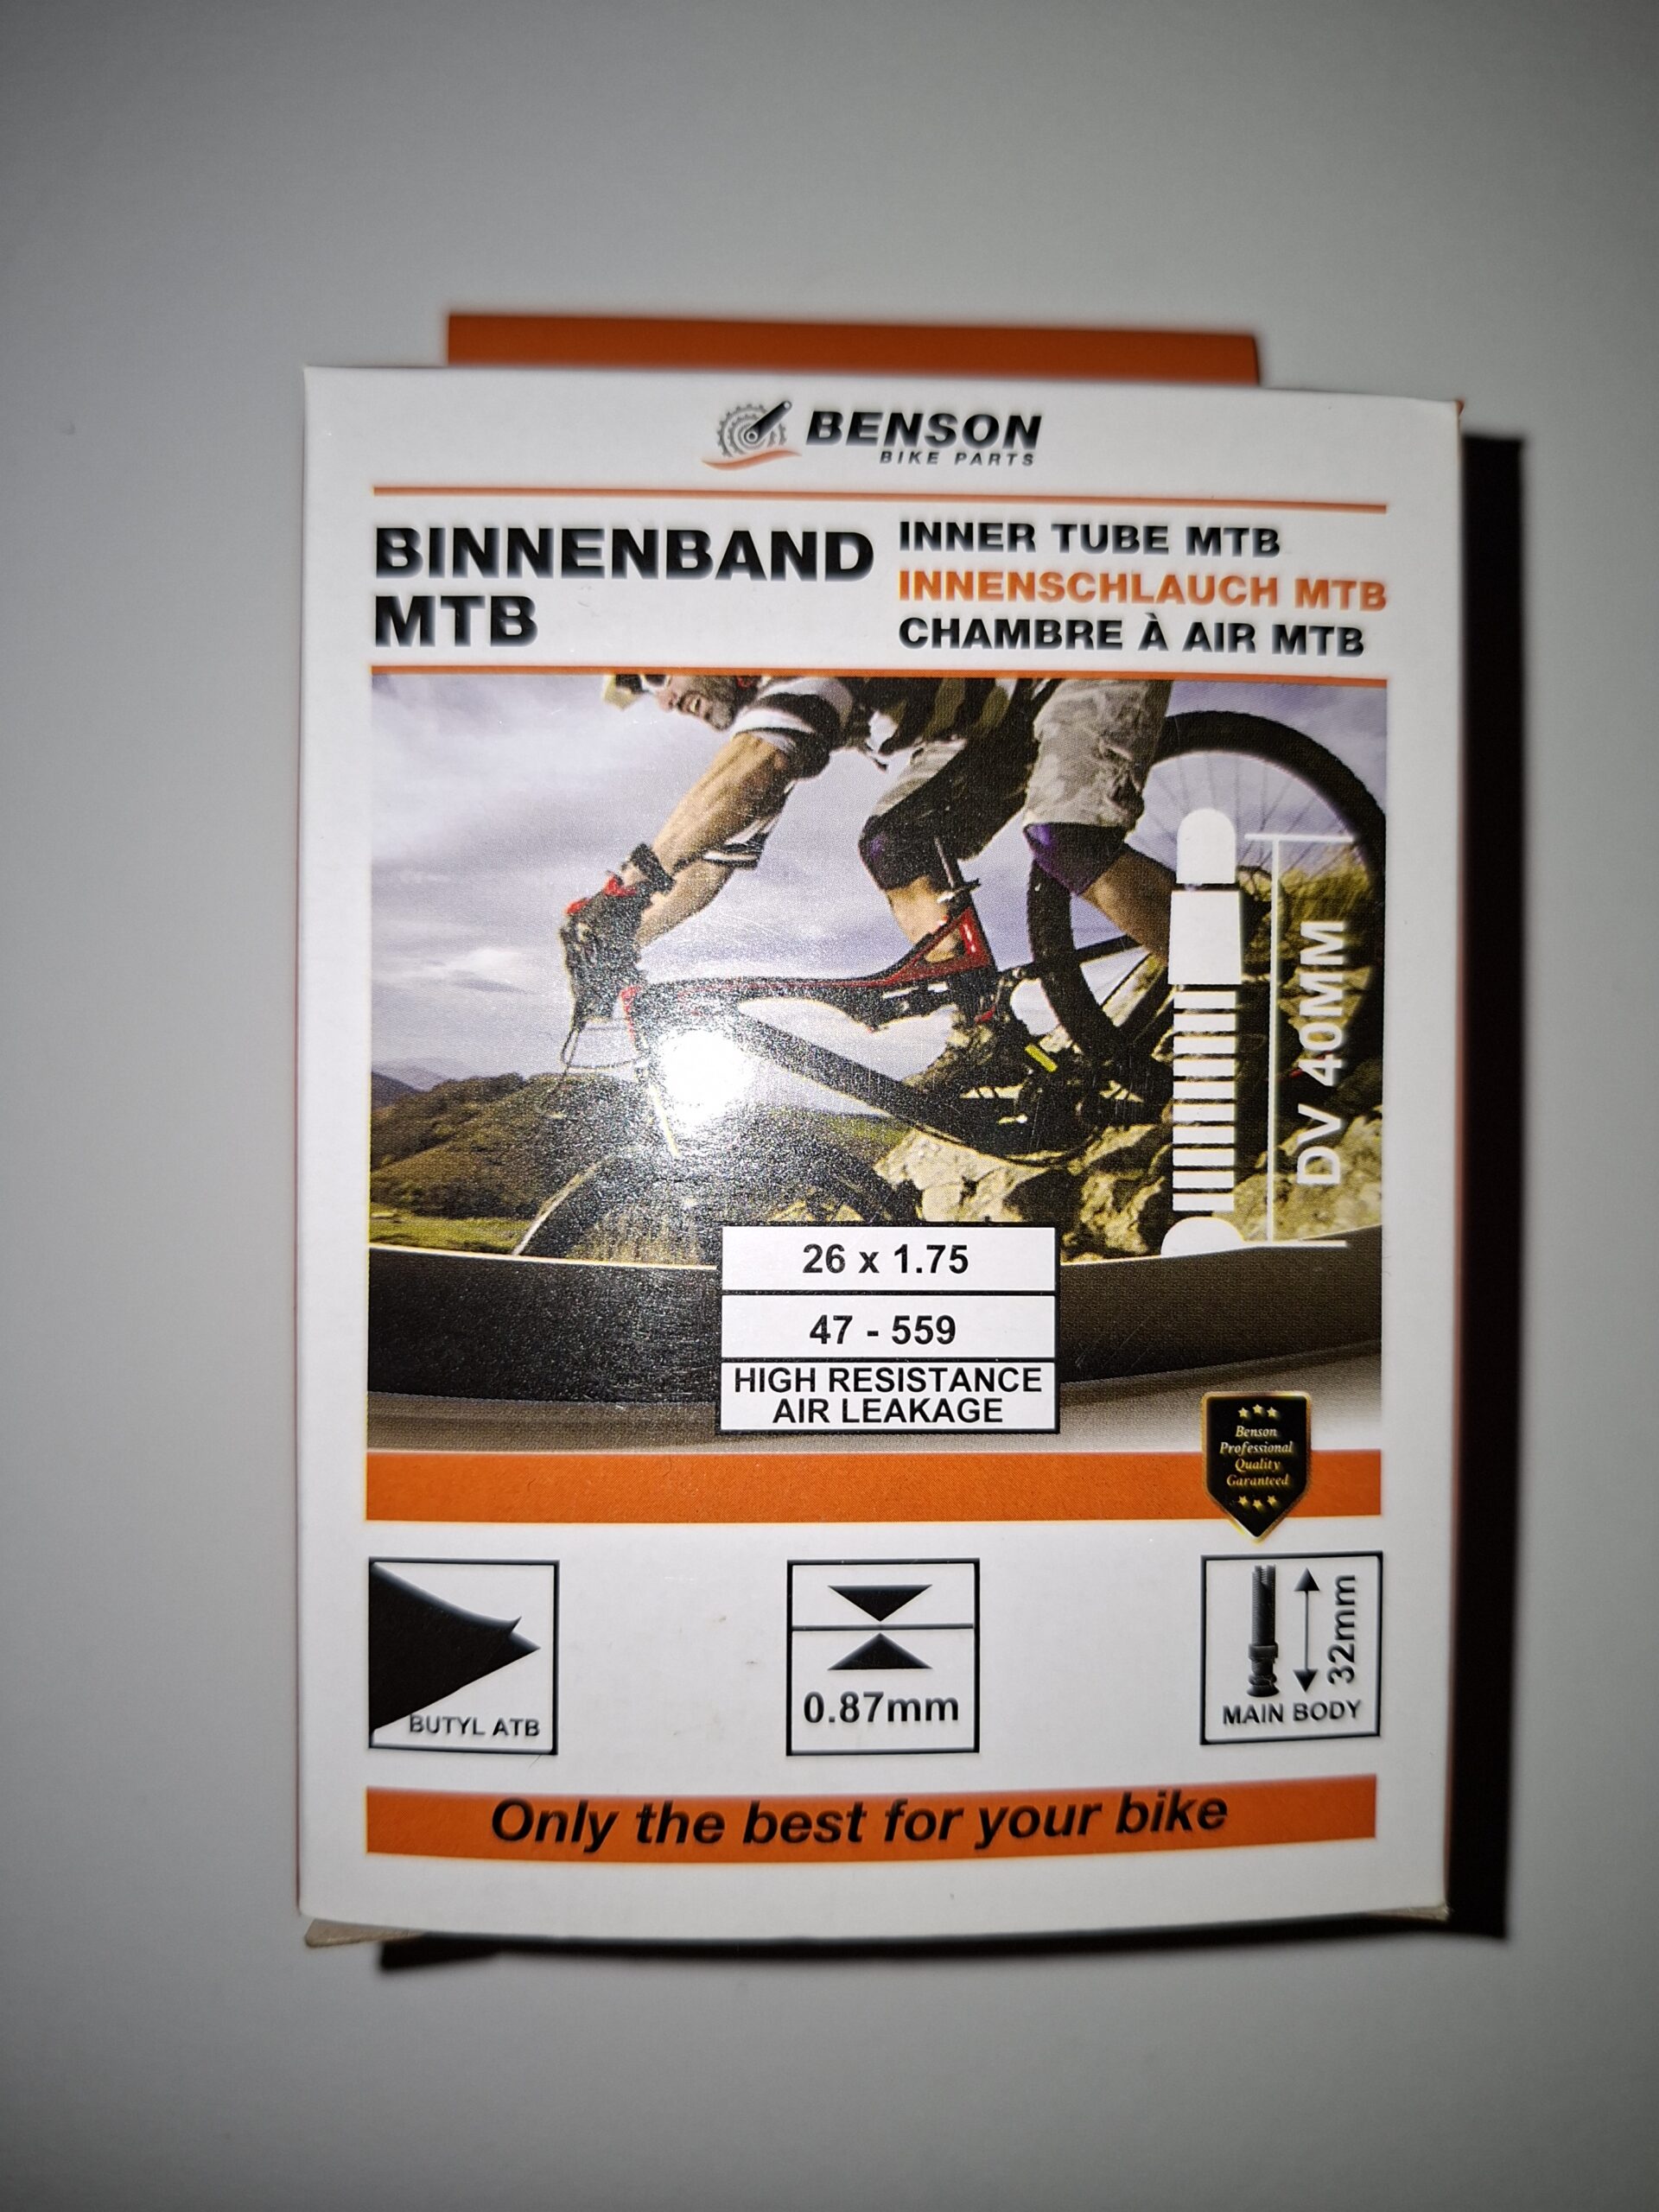 BENSON
BIKE PARTS
BINNENBAND
MTB
INNER TUBE MTB
INNENSCHLAUCH MTB
CHAMBRE À AIR MTB
DV 40MM
26 x 1.75
47 - 559
HIGH RESISTANCE
AIR LEAKAGE
Benson
Professional
Quality
Garanteed
BUTYL ATB
0.87mm
32mm
MAIN BODY
Only the best for your bike